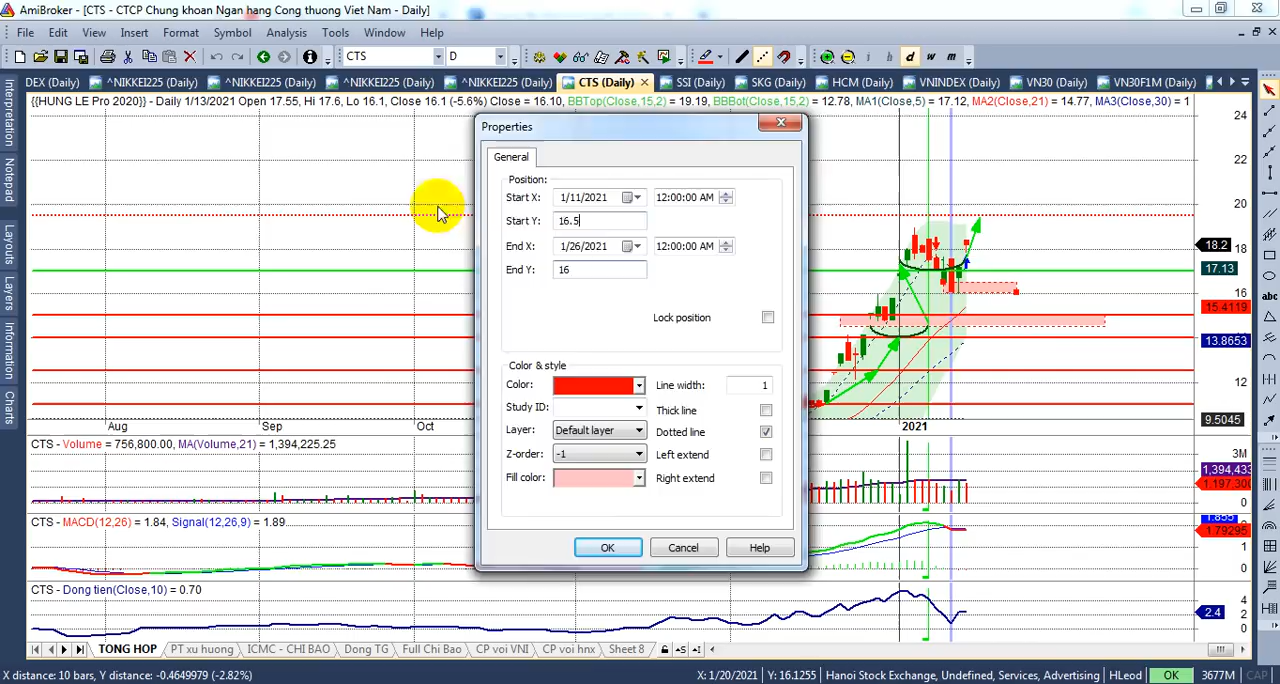 AmiBroker - [CTS - CTCP Chung khoan Ngan hang Cong thuong Viet Nam - Daily]
File Edit View Insert Format Symbol Analysis Tools Window Help
CTS D i h d w m
DEX (Daily) ^NIKKEI225 (Daily) ^NIKKEI225 (Daily) ^NIKKEI225 (Daily) ^NIKKEI225 (Daily) CTS (Daily) SSI (Daily) SKG (Daily) HCM (Daily) VNINDEX (Daily) VN30 (Daily) VN30F1M (Daily)
{{HUNG LE Pro 2020}} - Daily 1/13/2021 Open 17.55, Hi 17.6, Lo 16.1, Close 16.1 (-5.6%) Close = 16.10, BBTop(Close,15,2) = 19.19, BBBot(Close,15,2) = 12.78, MA1(Close,5) = 17.12, MA2(Close,21) = 14.77, MA3(Close,30) = 1
Interpretation
Notepad
Layouts
Layers
Information
Charts
Properties
General
Position:
Start X: 1/11/2021 12:00:00 AM
Start Y: 16.5
End X: 1/26/2021 12:00:00 AM
End Y: 16
Lock position
Color & style
Color: Line width: 1
Study ID: Thick line
Layer: Default layer Dotted line
Z-order: -1 Left extend
Fill color: Right extend
OK Cancel Help
24
22
20
18.2
18
17.13
16
15.4119
13.8653
12
9.5045
abc
Aug Sep Oct 2021
CTS - Volume = 756,800.00, MA(Volume,21) = 1,394,225.25
3M
1,394,433
1,197,300
0
CTS - MACD(12,26) = 1.84, Signal(12,26,9) = 1.89
1.855
1.79295
1
0
CTS - Dong tien(Close,10) = 0.70
4
2.4
2
0
TONG HOP PT xu huong ICMC - CHI BAO Dong TG Full Chi Bao CP voi VNI CP voi hnx Sheet 8
X distance: 10 bars, Y distance: -0.4649979 (-2.82%) X: 1/20/2021 Y: 16.1255 Hanoi Stock Exchange, Undefined, Services, Advertising HLeod OK 3677M CAP